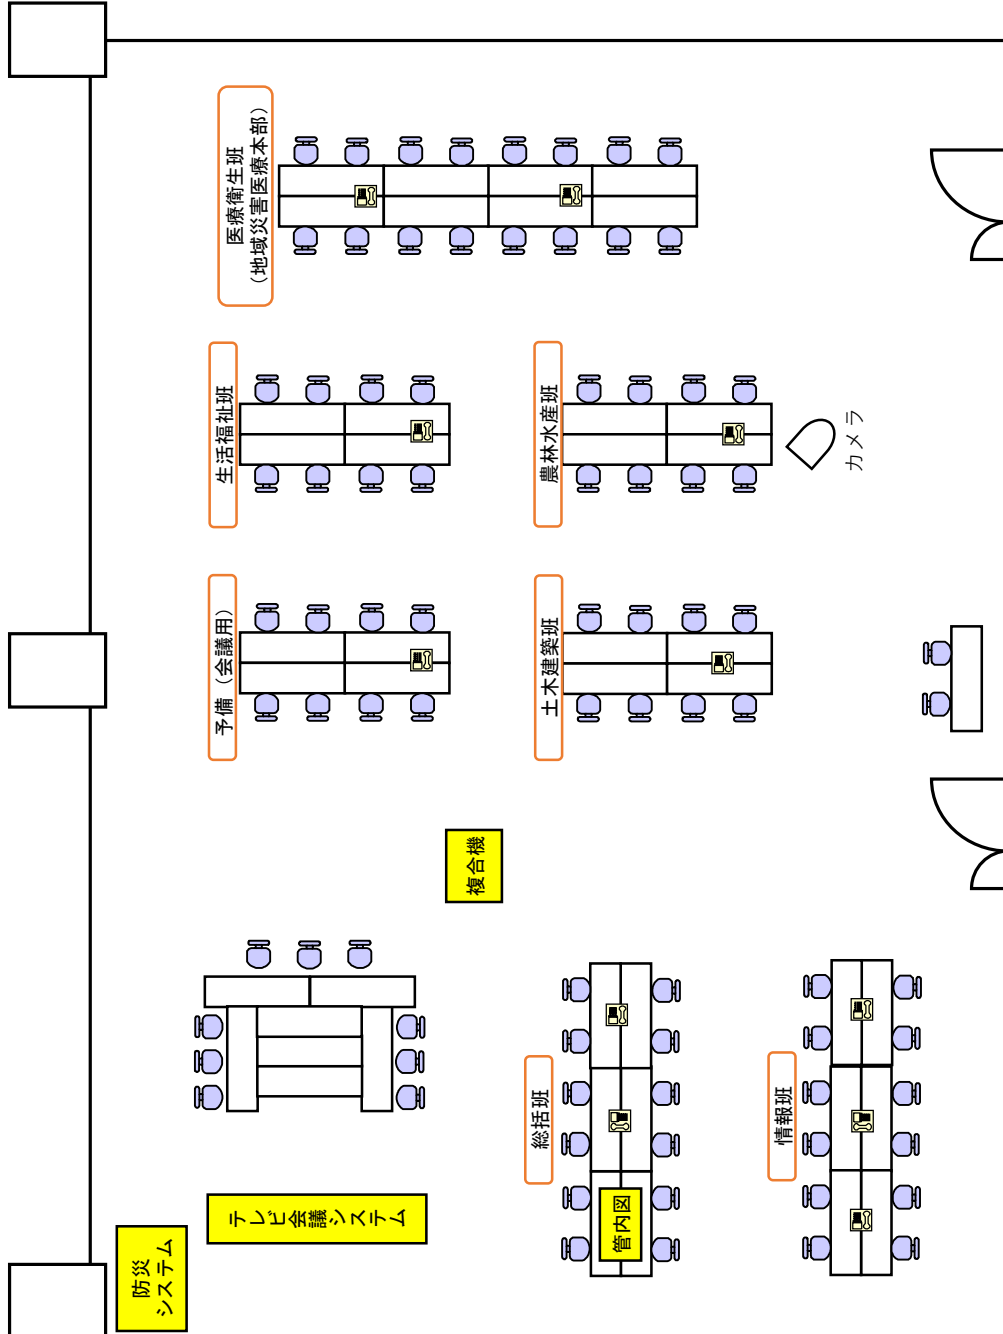 医療衛生班
（地域災害医療本部）
生活福祉班
農林水産班
カメラ
予備（会議用）
土木建築班
複合機
総括班
情報班
管内図
テレビ会議システム
防災
システム